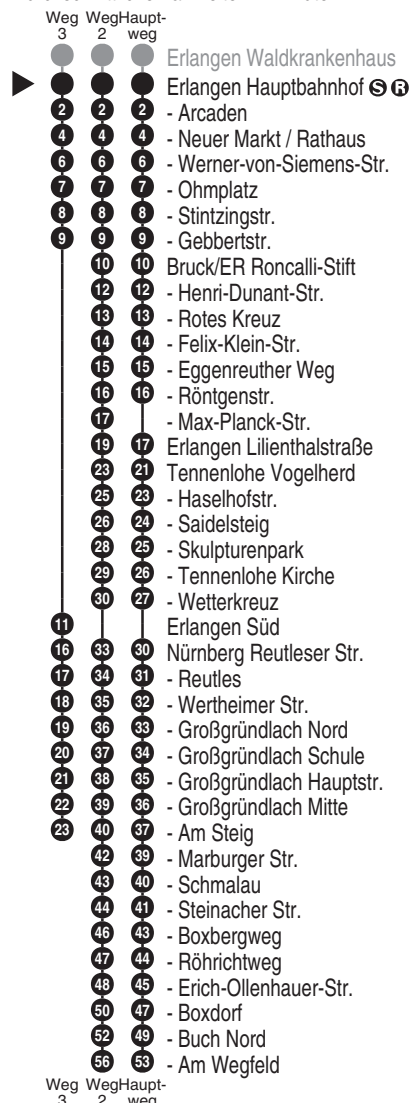 Weg WegHaupt-
3 2 weg
Erlangen Waldkrankenhaus
Erlangen Hauptbahnhof S R
2 2 2 - Arcaden
4 4 4 - Neuer Markt / Rathaus
6 6 6 - Werner-von-Siemens-Str.
7 7 7 - Ohmplatz
8 8 8 - Stintzingstr.
9 9 9 - Gebbertstr.
10 10 Bruck/ER Roncalli-Stift
12 12 - Henri-Dunant-Str.
13 13 - Rotes Kreuz
14 14 - Felix-Klein-Str.
15 15 - Eggenreuther Weg
16 16 - Röntgenstr.
17 - Max-Planck-Str.
19 17 Erlangen Lilienthalstraße
23 21 Tennenlohe Vogelherd
25 23 - Haselhofstr.
26 24 - Saidelsteig
28 25 - Skulpturenpark
29 26 - Tennenlohe Kirche
30 27 - Wetterkreuz
11 Erlangen Süd
16 33 30 Nürnberg Reutleser Str.
17 34 31 - Reutles
18 35 32 - Wertheimer Str.
19 36 33 - Großgründlach Nord
20 37 34 - Großgründlach Schule
21 38 35 - Großgründlach Hauptstr.
22 39 36 - Großgründlach Mitte
23 40 37 - Am Steig
42 39 - Marburger Str.
43 40 - Schmalau
44 41 - Steinacher Str.
46 43 - Boxbergweg
47 44 - Röhrichtweg
48 45 - Erich-Ollenhauer-Str.
50 47 - Boxdorf
52 49 - Buch Nord
56 53 - Am Wegfeld
Weg WegHaupt-
3 2 weg